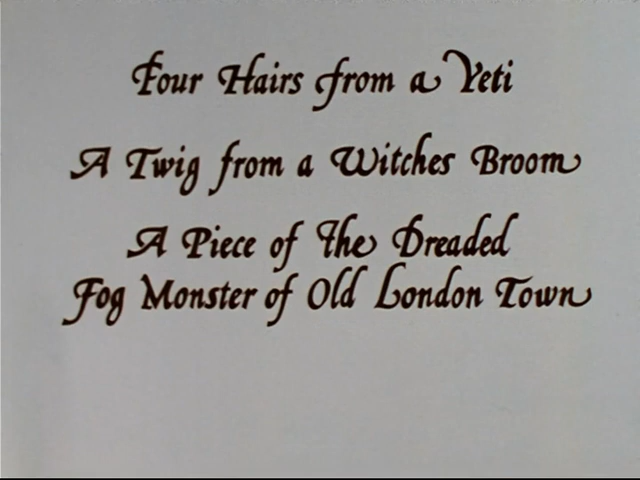 Four Hairs from a Yeti
A Twig from a Witches Broom
A Piece of the Dreaded
Fog Monster of Old London Town